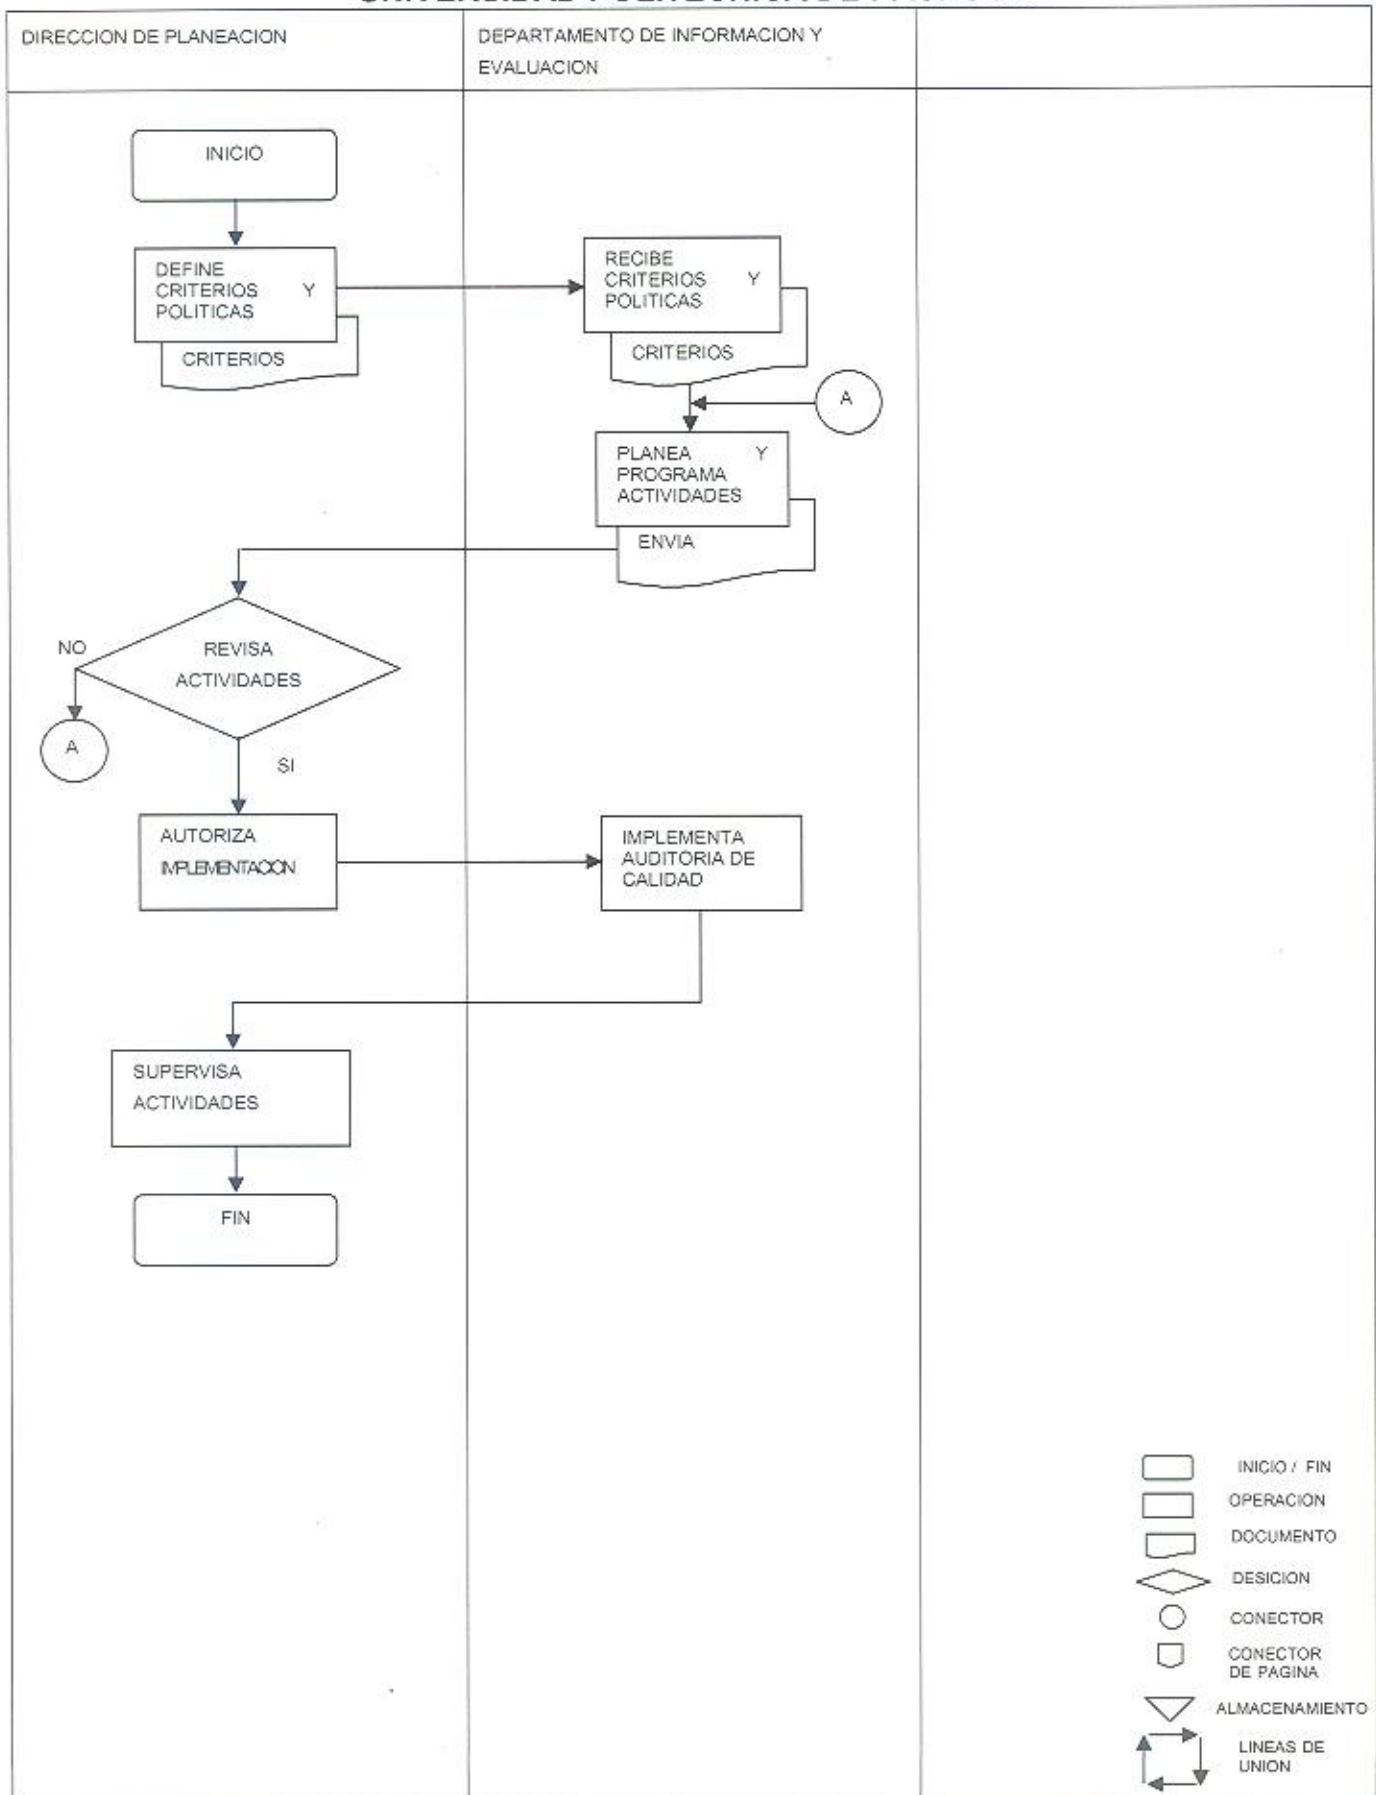 DIRECCION DE PLANEACION
DEPARTAMENTO DE INFORMACION Y
EVALUACION
INICIO
DEFINE
CRITERIOS Y
POLITICAS
CRITERIOS
RECIBE
CRITERIOS Y
POLITICAS
CRITERIOS
A
PLANEA Y
PROGRAMA
ACTIVIDADES
ENVIA
NO
REVISA
ACTIVIDADES
A
SI
AUTORIZA
IMPLEMENTACION
IMPLEMENTA
AUDITORIA DE
CALIDAD
SUPERVISA
ACTIVIDADES
FIN
INICIO / FIN
OPERACION
DOCUMENTO
DESICION
CONECTOR
CONECTOR
DE PAGINA
ALMACENAMIENTO
LINEAS DE
UNION